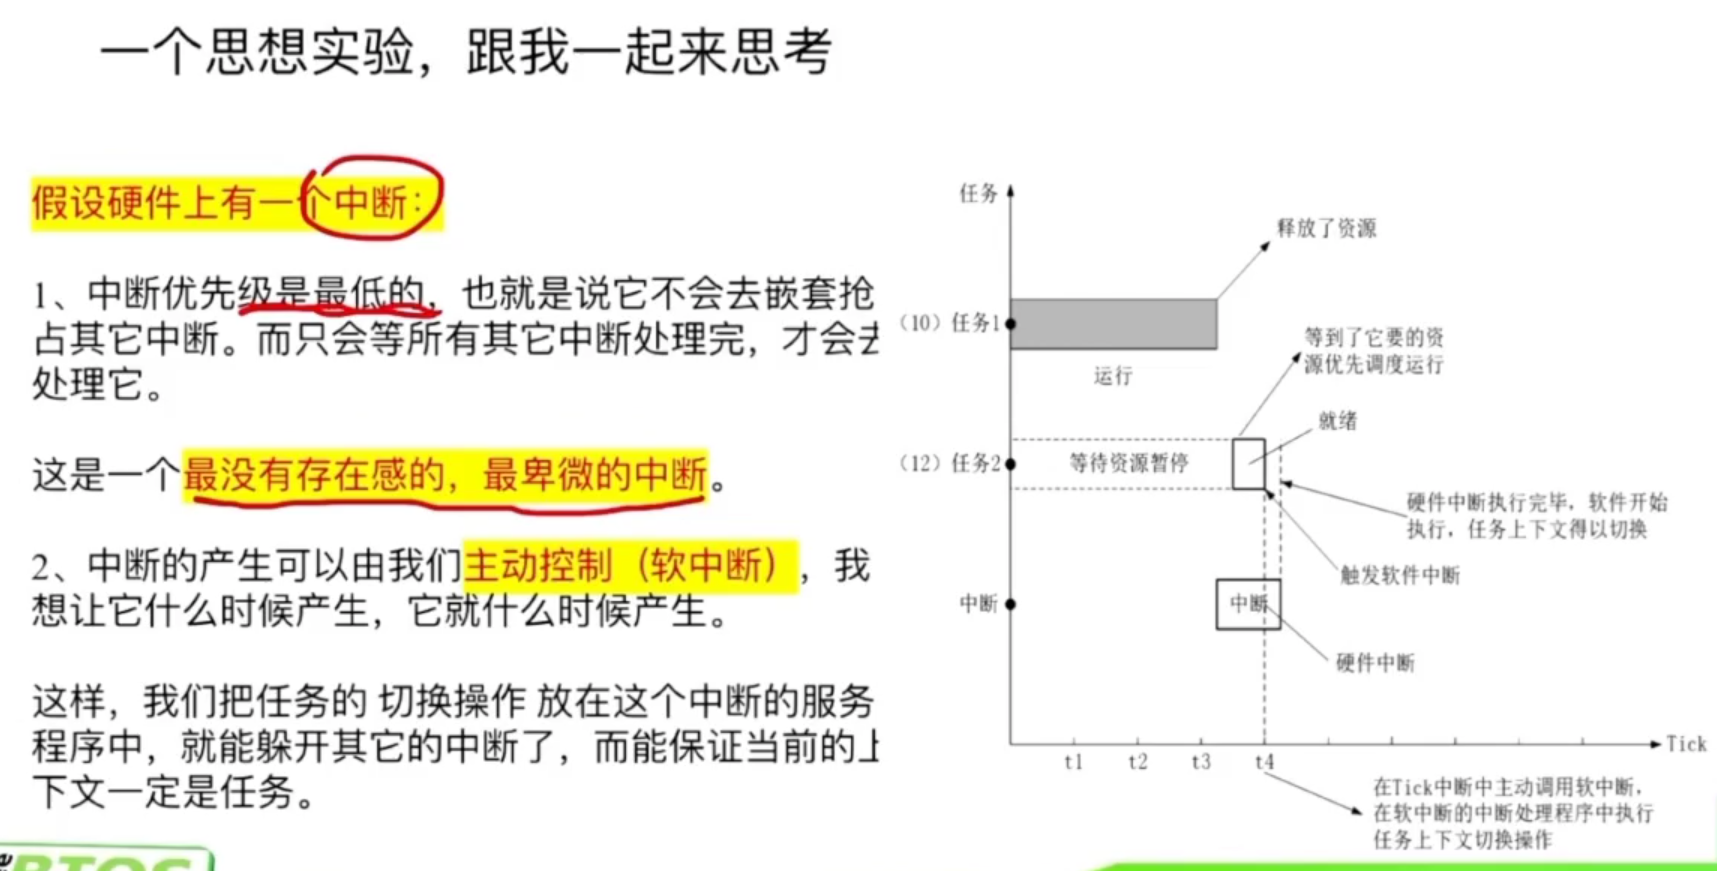 一个思想实验，跟我一起来思考
假设硬件上有一个中断：
1、中断优先级是最低的，也就是说它不会去嵌套抢
占其它中断。而只会等所有其它中断处理完，才会去
处理它。
这是一个最没有存在感的，最卑微的中断。
2、中断的产生可以由我们主动控制（软中断），我
想让它什么时候产生，它就什么时候产生。
这样，我们把任务的 切换操作 放在这个中断的服务
程序中，就能躲开其它的中断了，而能保证当前的上
下文一定是任务。
任务
释放了资源
（10）任务1
运行
等到了它要的资
源优先调度运行
就绪
（12）任务2
等待资源暂停
硬件中断执行完毕，软件开始
执行，任务上下文得以切换
触发软件中断
中断
中断
硬件中断
Tick
t1
t2
t3
t4
在Tick中断中主动调用软中断，
在软中断的中断处理程序中执行
任务上下文切换操作
RTOS